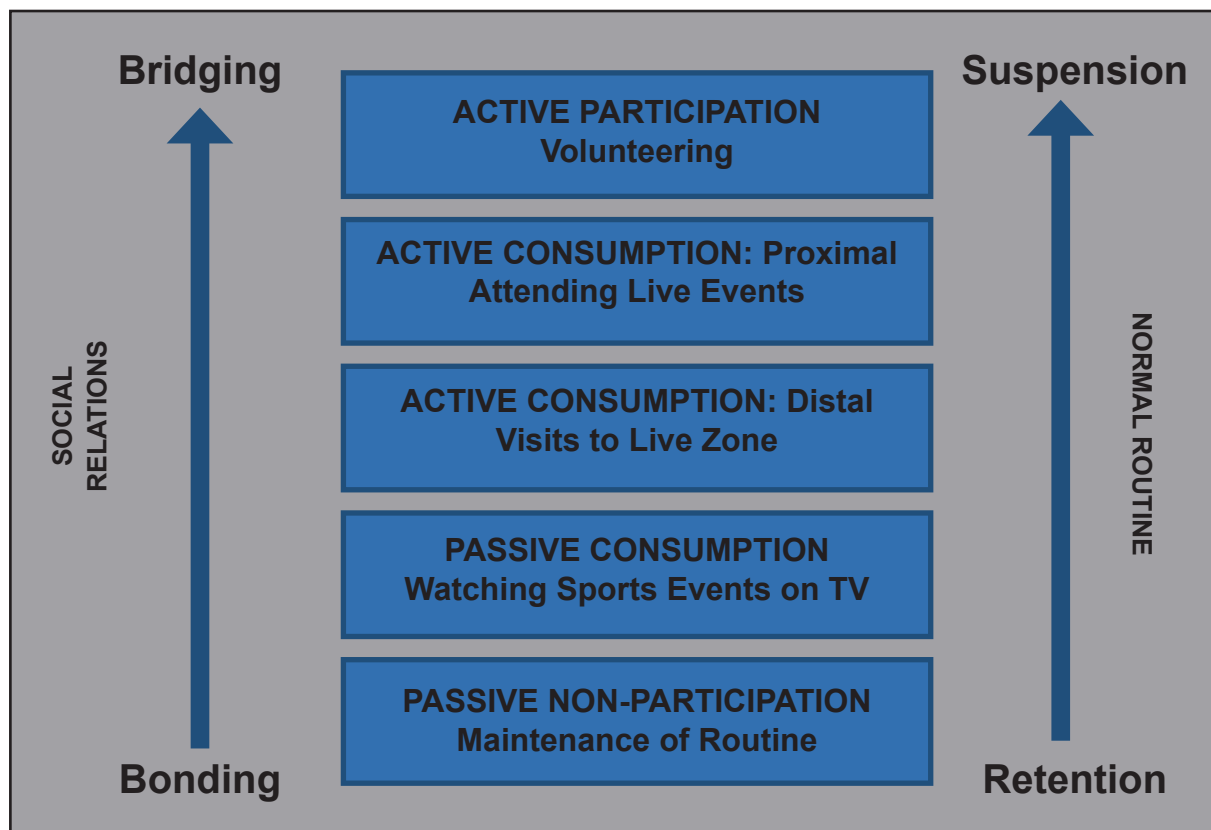 Bridging
Suspension
ACTIVE PARTICIPATION
Volunteering
ACTIVE CONSUMPTION: Proximal
Attending Live Events
SOCIAL
RELATIONS
ACTIVE CONSUMPTION: Distal
Visits to Live Zone
NORMAL ROUTINE
PASSIVE CONSUMPTION
Watching Sports Events on TV
PASSIVE NON-PARTICIPATION
Maintenance of Routine
Bonding
Retention